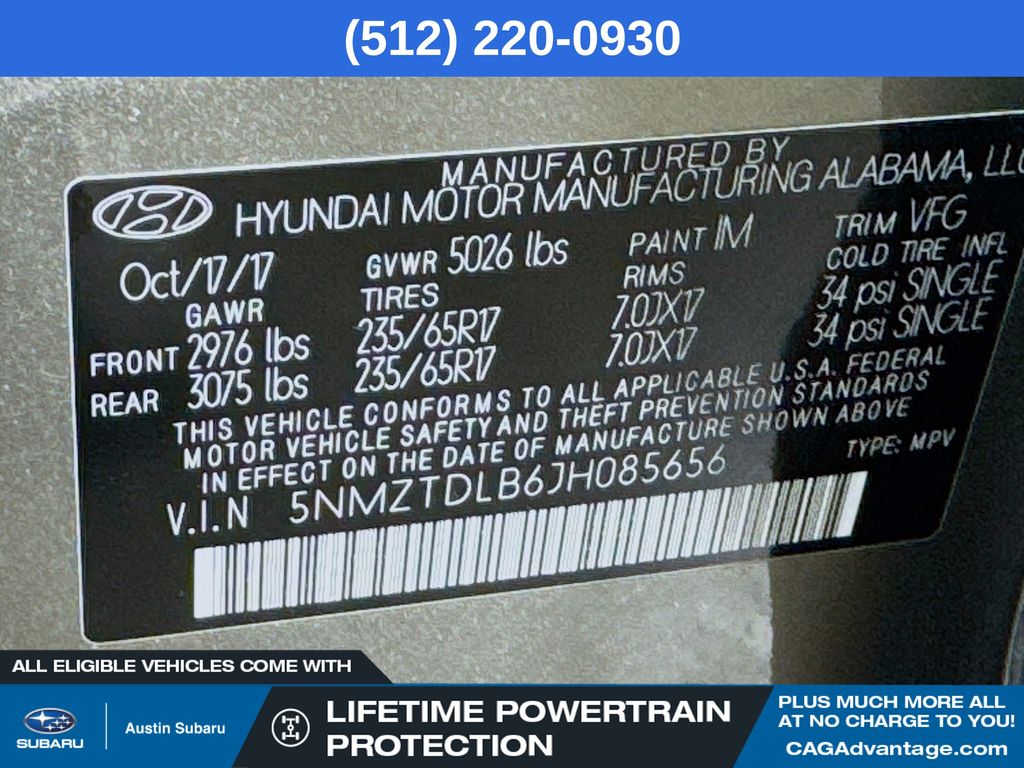 (512) 220-0930
MANUFACTURED BY
HYUNDAI MOTOR MANUFACTURING ALABAMA, LLC
Oct/17/17 GVWR 5026 lbs PAINT IM TRIM VFG
GAWR TIRES RIMS COLD TIRE INFL
FRONT 2976 lbs 235/65R17 7.0JX17 34 psi SINGLE
REAR 3075 lbs 235/65R17 7.0JX17 34 psi SINGLE
THIS VEHICLE CONFORMS TO ALL APPLICABLE U.S.A. FEDERAL
MOTOR VEHICLE SAFETY AND THEFT PREVENTION STANDARDS
IN EFFECT ON THE DATE OF MANUFACTURE SHOWN ABOVE
V.I.N 5NMZTDLB6JH085656 TYPE: MPV
ALL ELIGIBLE VEHICLES COME WITH
SUBARU
Austin Subaru
LIFETIME POWERTRAIN
PROTECTION
PLUS MUCH MORE ALL
AT NO CHARGE TO YOU!
CAGAdvantage.com